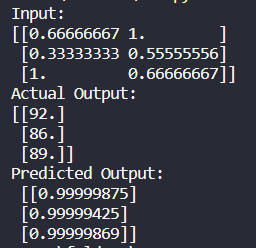 Input:
[[0.66666667 1.        ]
 [0.33333333 0.55555556]
 [1.         0.66666667]]
Actual Output:
[[92.]
 [86.]
 [89.]]
Predicted Output:
 [[0.99999875]
 [0.99999425]
 [0.99999869]]